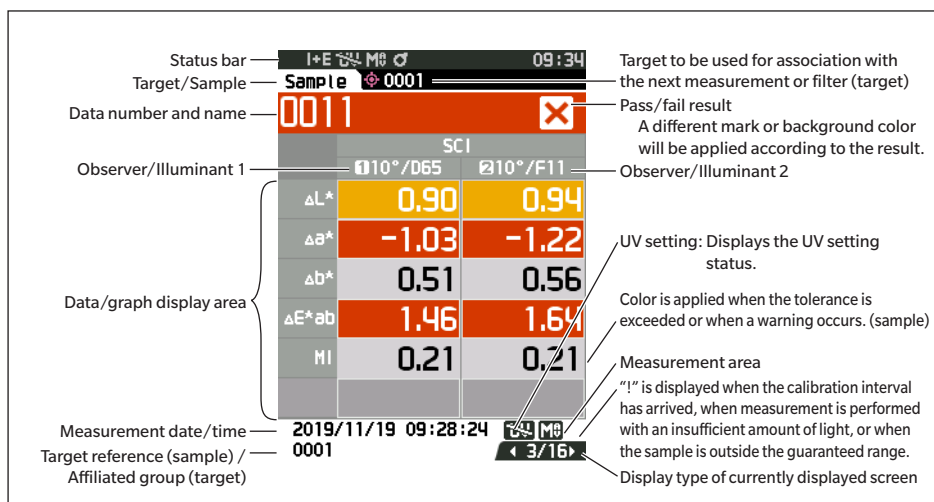 Status bar
I+E
M
09:34
Target to be used for association with
the next measurement or filter (target)
Target/Sample
Sample
0001
Data number and name
0011
Pass/fail result
A different mark or background color
will be applied according to the result.
SCI
Observer/Illuminant 1
1 10°/D65
2 10°/F11
Observer/Illuminant 2
ΔL* 0.90 0.94
Δa* -1.03 -1.22
Δb* 0.51 0.56
ΔE*ab 1.46 1.64
MI 0.21 0.21
Data/graph display area
UV setting: Displays the UV setting
status.
Color is applied when the tolerance is
exceeded or when a warning occurs. (sample)
Measurement area
"!" is displayed when the calibration interval
has arrived, when measurement is performed
with an insufficient amount of light, or when
the sample is outside the guaranteed range.
Measurement date/time
2019/11/19 09:28:24
M
Target reference (sample) /
Affiliated group (target)
0001
3/16
Display type of currently displayed screen